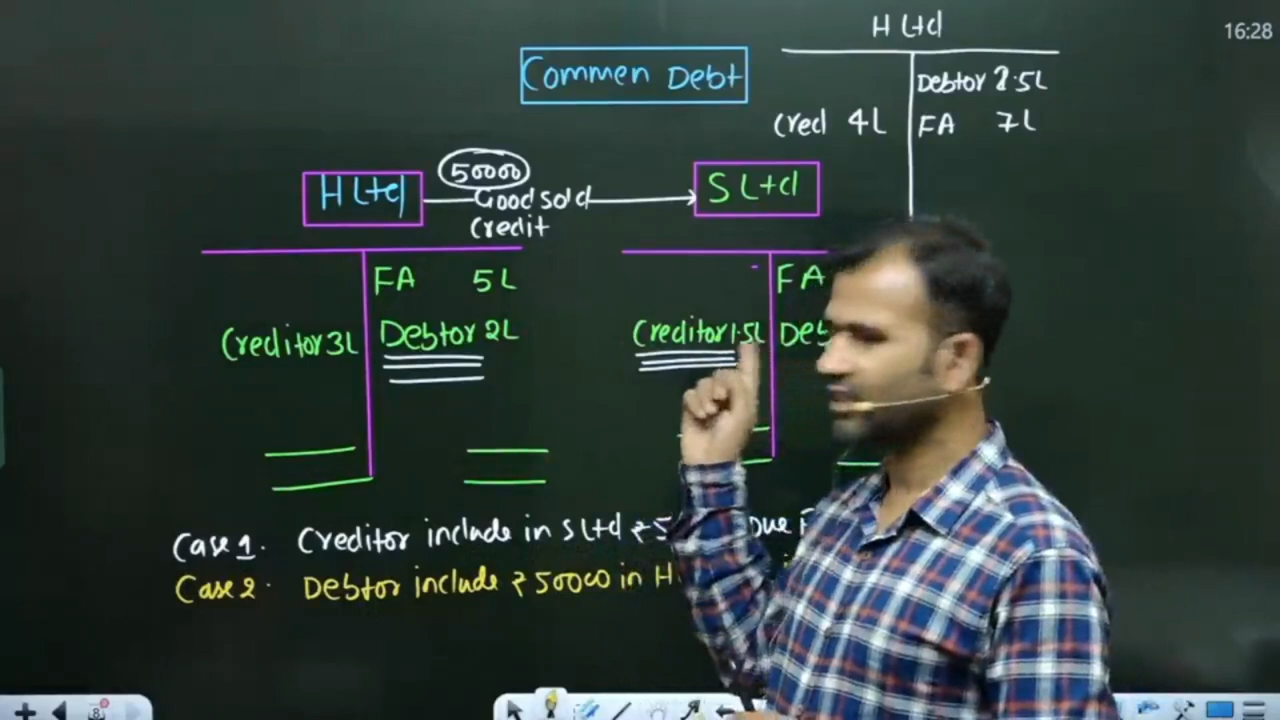 H Ltd
16:28
Commen Debt
Debtor 2.5L
Cred 4L FA 7L
50000
H Ltd
Good sold
S Ltd
Credit
FA 5L
FA
Creditor 3L Debtor 2L
Creditor 1.5L Deb
Case 1. Creditor include in S Ltd ₹5
Case 2. Debtor include ₹50000 in H